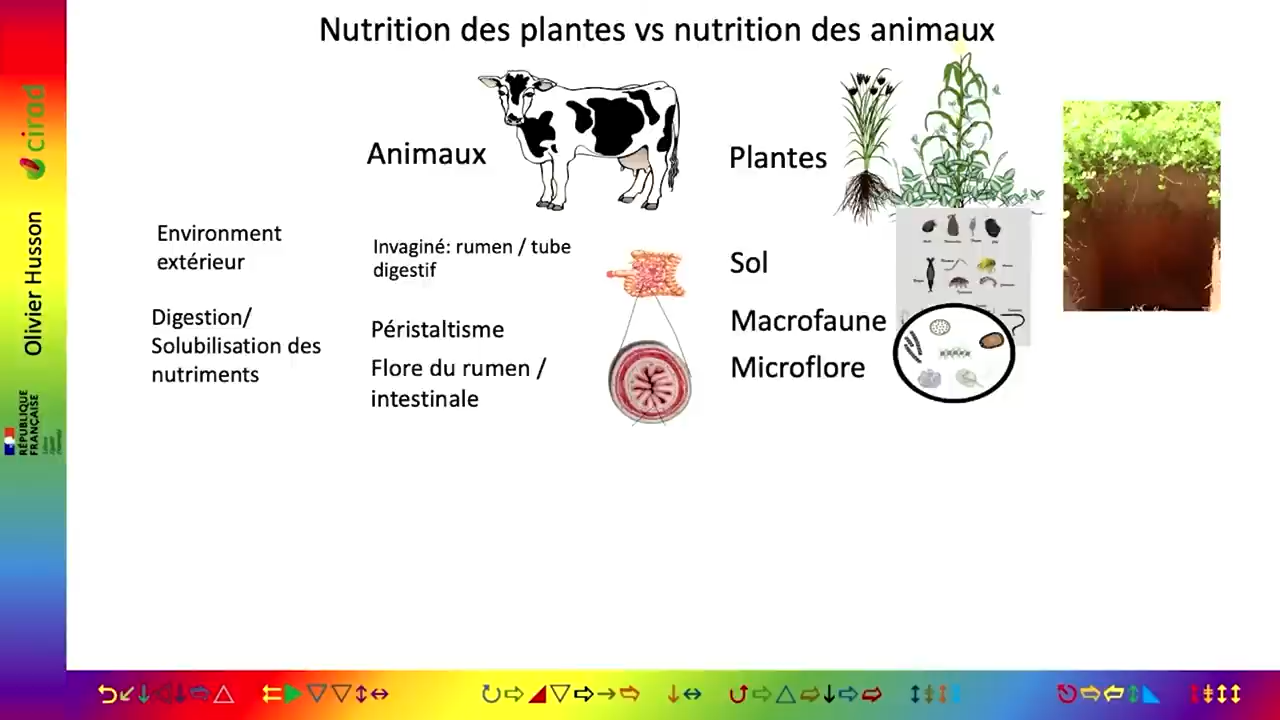 Nutrition des plantes vs nutrition des animaux
Animaux
Plantes
Environment
extérieur
Invaginé: rumen / tube
digestif
Sol
Digestion/
Solubilisation des
nutriments
Péristaltisme
Flore du rumen /
intestinale
Macrofaune
Microflore
cirad
Olivier Husson
RÉPUBLIQUE
FRANÇAISE